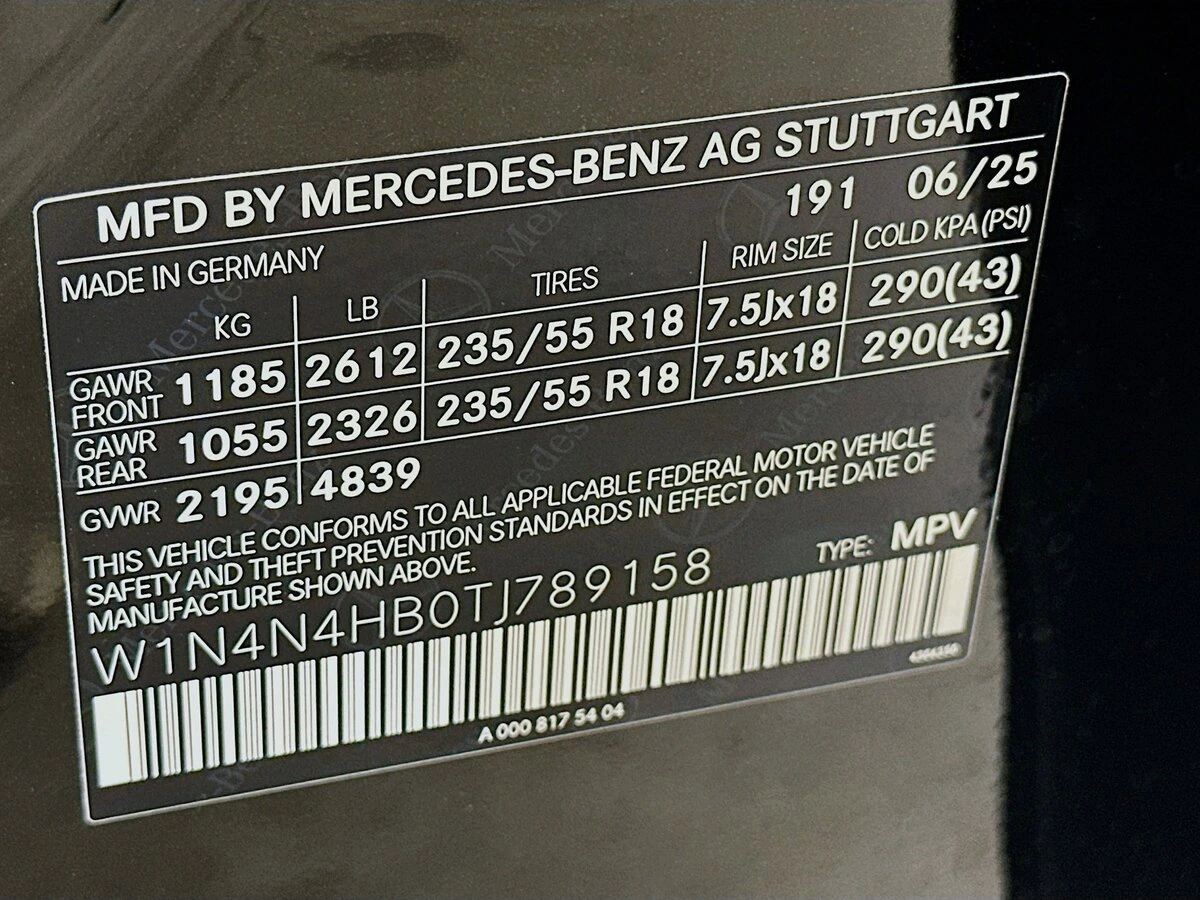 MFD BY MERCEDES-BENZ AG STUTTGART
MADE IN GERMANY 191 06/25
KG LB TIRES RIM SIZE COLD KPA (PSI)
GAWR FRONT 1185 2612 235/55 R18 7.5Jx18 290(43)
GAWR REAR 1055 2326 235/55 R18 7.5Jx18 290(43)
GVWR 2195 4839
THIS VEHICLE CONFORMS TO ALL APPLICABLE FEDERAL MOTOR VEHICLE
SAFETY AND THEFT PREVENTION STANDARDS IN EFFECT ON THE DATE OF
MANUFACTURE SHOWN ABOVE.
W1N4N4HB0TJ789158 TYPE: MPV
A 000 817 54 04